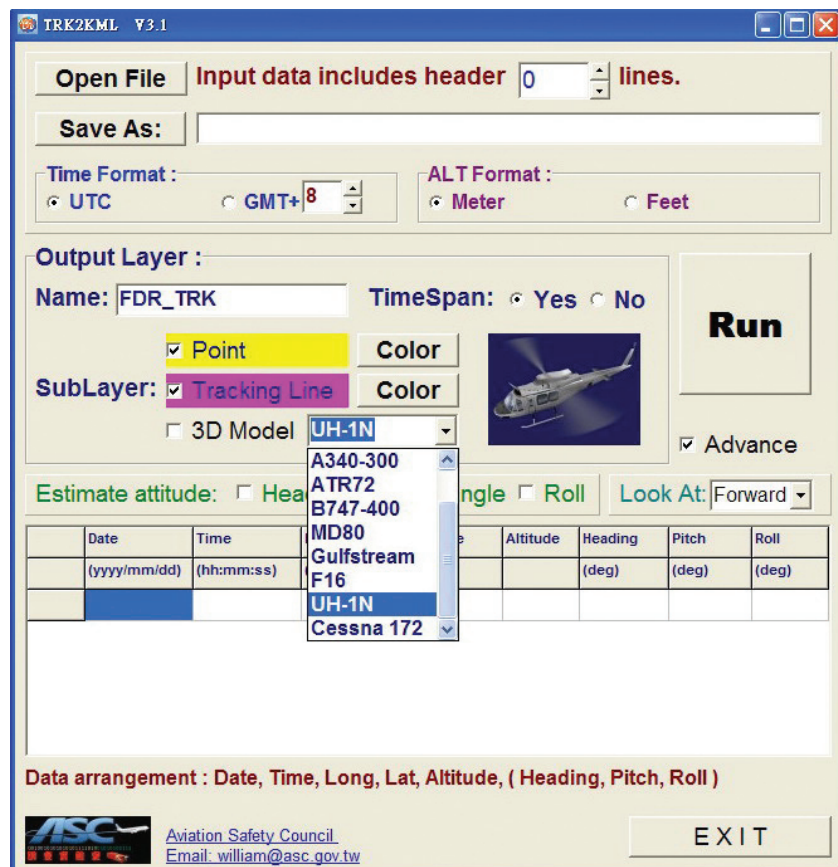 TRK2KML V3.1
Open File Input data includes header 0 lines.
Save As:
Time Format :
UTC GMT+ 8
ALT Format :
Meter Feet
Output Layer :
Name: FDR_TRK TimeSpan: Yes No
Run
Point Color
SubLayer: Tracking Line Color
3D Model UH-1N
Advance
A340-300
ATR72
B747-400
MD80
Gulfstream
F16
UH-1N
Cessna 172
Estimate attitude: Hea ngle Roll Look At: Forward
Date Time Altitude Heading Pitch Roll
(yyyy/mm/dd) (hh:mm:ss) (deg) (deg) (deg)
Data arrangement : Date, Time, Long, Lat, Altitude, ( Heading, Pitch, Roll )
ASC
Aviation Safety Council
Email: william@asc.gov.tw
EXIT